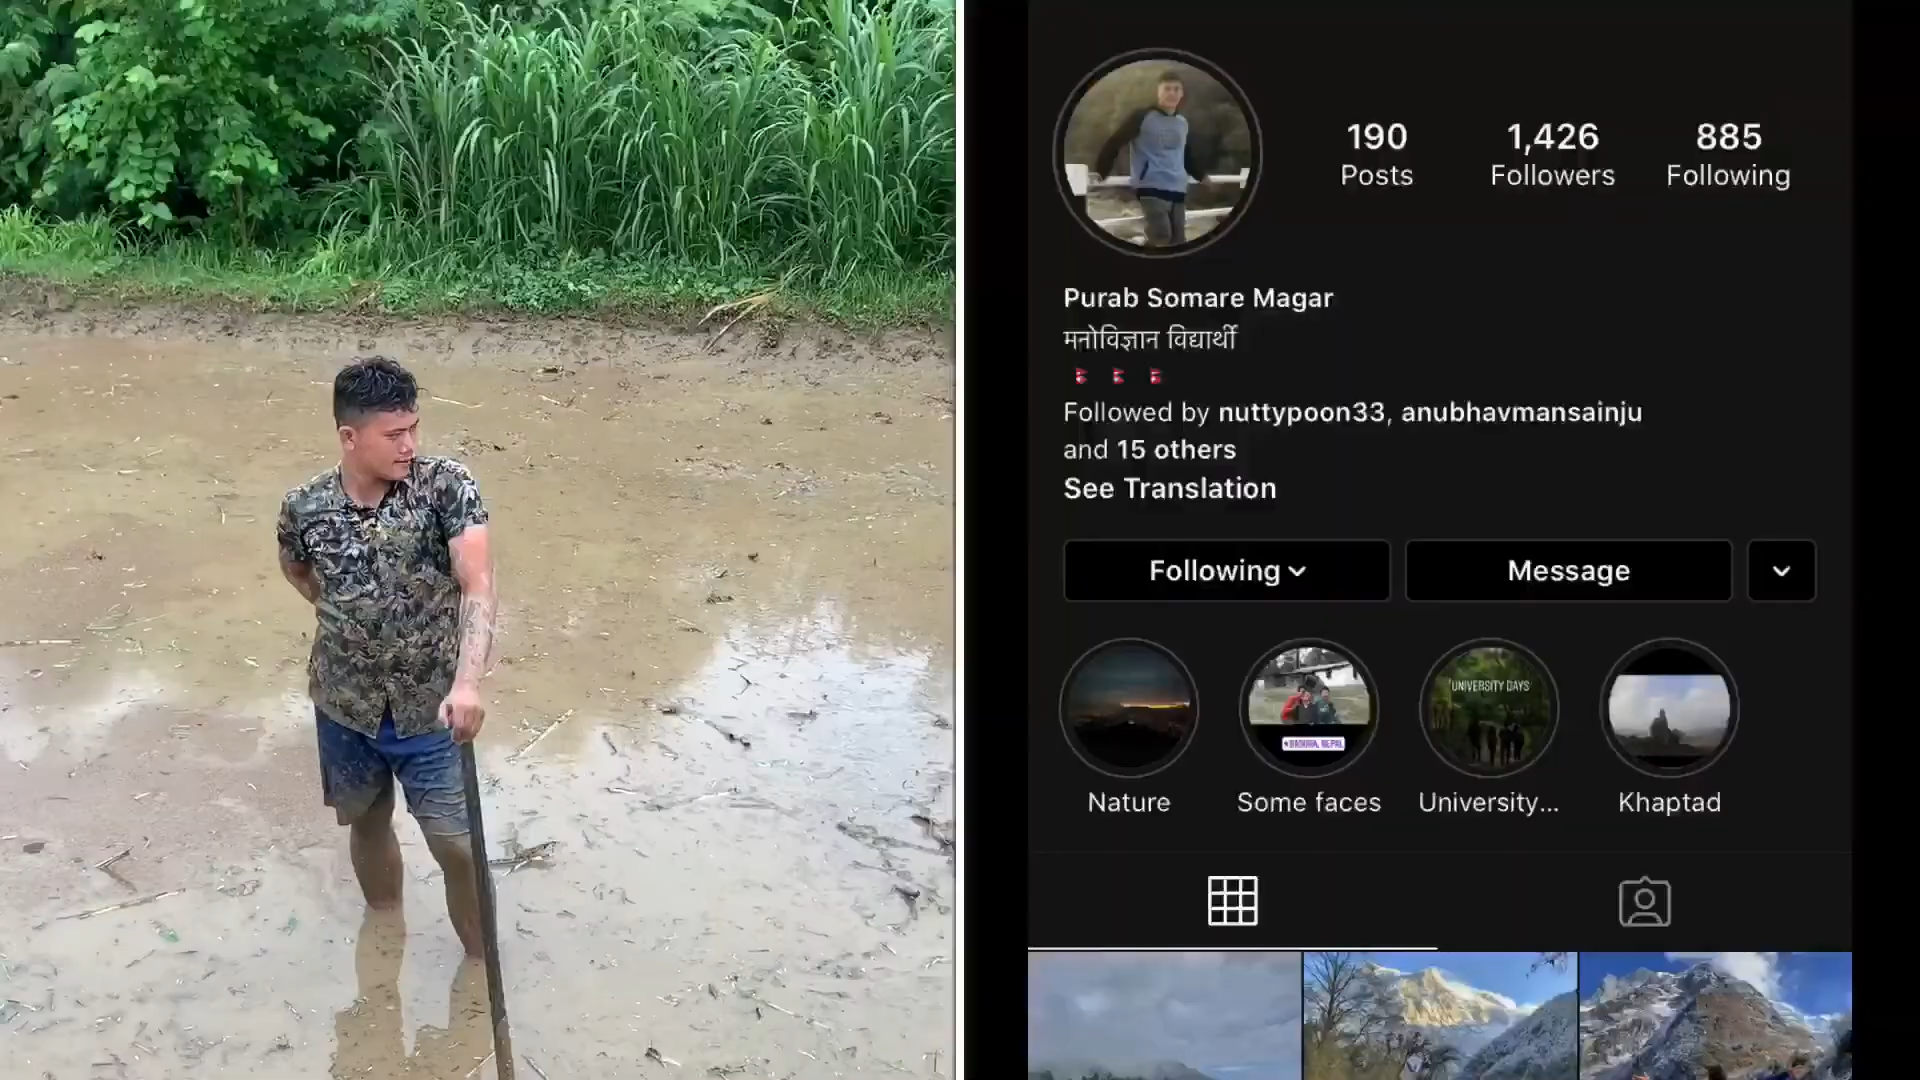 190
Posts
1,426
Followers
885
Following
Purab Somare Magar
मनोविज्ञान विद्यार्थी
Followed by nuttypoon33, anubhavmansainju
and 15 others
See Translation
Following
Message
UNIVERSITY DAYS
Nature
Some faces
University...
Khaptad